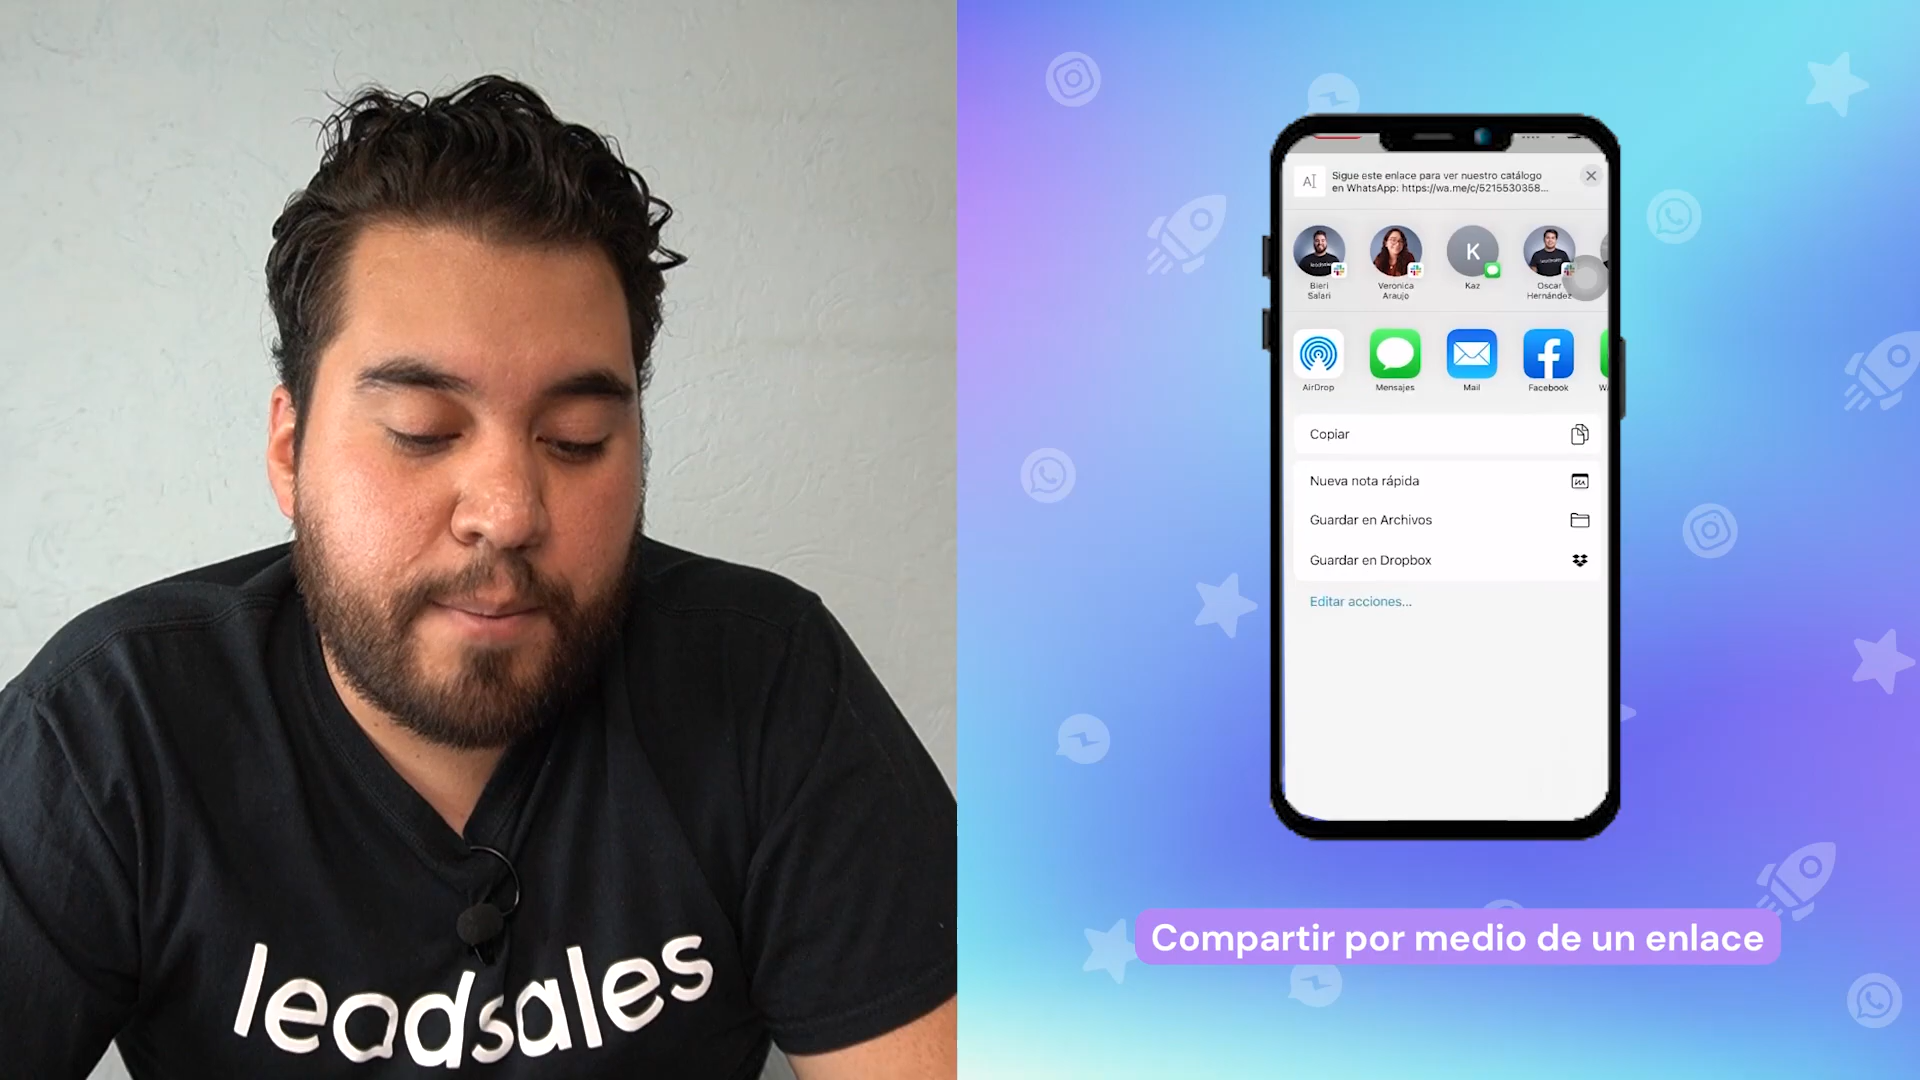 leadsales
Sigue este enlace para ver nuestro catálogo
en WhatsApp: https://wa.me/c/5215530358...
K
Bieri
Salari
Veronica
Araujo
Kaz
Oscar
Hernández
AirDrop
Mensajes
Mail
Facebook
Copiar
Nueva nota rápida
Guardar en Archivos
Guardar en Dropbox
Editar acciones...
Compartir por medio de un enlace